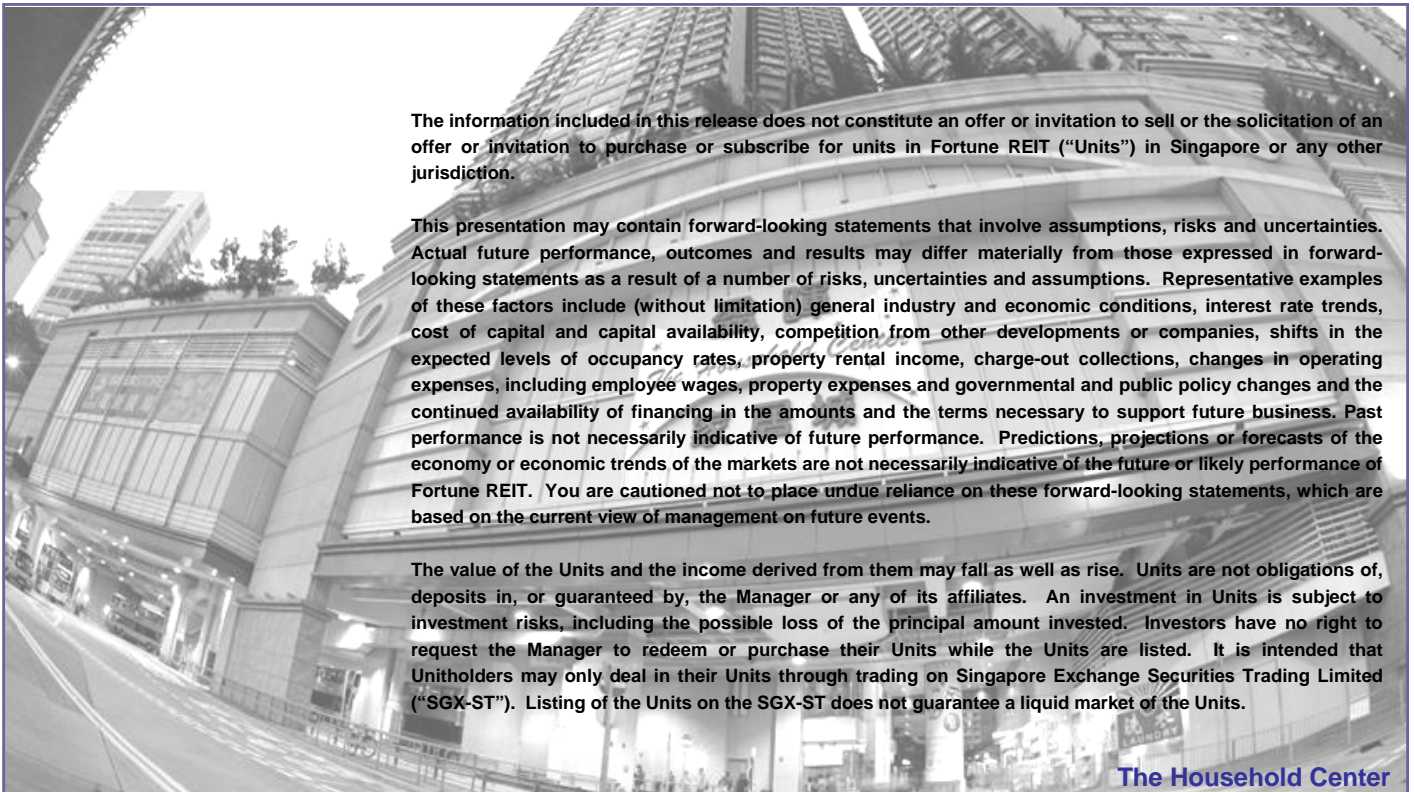 The information included in this release does not constitute an offer or invitation to sell or the solicitation of an
offer or invitation to purchase or subscribe for units in Fortune REIT (“Units”) in Singapore or any other
jurisdiction.
This presentation may contain forward-looking statements that involve assumptions, risks and uncertainties.
Actual future performance, outcomes and results may differ materially from those expressed in forward-
looking statements as a result of a number of risks, uncertainties and assumptions. Representative examples
of these factors include (without limitation) general industry and economic conditions, interest rate trends,
cost of capital and capital availability, competition from other developments or companies, shifts in the
expected levels of occupancy rates, property rental income, charge-out collections, changes in operating
expenses, including employee wages, property expenses and governmental and public policy changes and the
continued availability of financing in the amounts and the terms necessary to support future business. Past
performance is not necessarily indicative of future performance. Predictions, projections or forecasts of the
economy or economic trends of the markets are not necessarily indicative of the future or likely performance of
Fortune REIT. You are cautioned not to place undue reliance on these forward-looking statements, which are
based on the current view of management on future events.
The value of the Units and the income derived from them may fall as well as rise. Units are not obligations of,
deposits in, or guaranteed by, the Manager or any of its affiliates. An investment in Units is subject to
investment risks, including the possible loss of the principal amount invested. Investors have no right to
request the Manager to redeem or purchase their Units while the Units are listed. It is intended that
Unitholders may only deal in their Units through trading on Singapore Exchange Securities Trading Limited
(“SGX-ST”). Listing of the Units on the SGX-ST does not guarantee a liquid market of the Units.
The Household Center
LAUNDRY
The Household Center